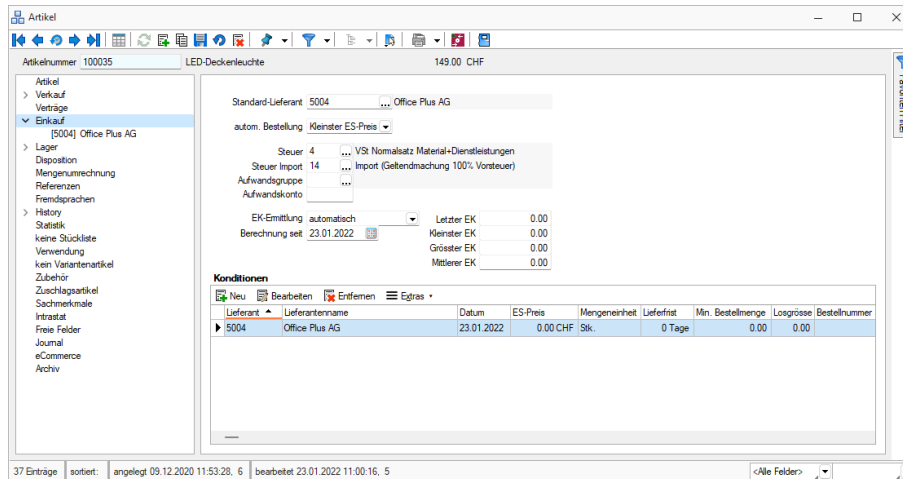 Artikel
Artikelnummer 100035 LED-Deckenleuchte 149.00 CHF
Artikel
Verkauf
Verträge
Einkauf
[5004] Office Plus AG
Lager
Disposition
Mengenumrechnung
Referenzen
Fremdsprachen
History
Statistik
keine Stückliste
Verwendung
kein Variantenartikel
Zubehör
Zuschlagsartikel
Sachmerkmale
Intrastat
Freie Felder
Journal
eCommerce
Archiv
Standard-Lieferant 5004 ... Office Plus AG
autom. Bestellung Kleinster ES-Preis
Steuer 4 ... VSt Normalsatz Material+Dienstleistungen
Steuer Import 14 ... Import (Geltendmachung 100% Vorsteuer)
Aufwandsgruppe ...
Aufwandskonto
EK-Ermittlung automatisch Letzter EK 0.00
Berechnung seit 23.01.2022 Kleinster EK 0.00
Grösster EK 0.00
Mittlerer EK 0.00
Konditionen
Neu Bearbeiten Entfernen Extras
Lieferant Lieferantenname Datum ES-Preis Mengeneinheit Lieferfrist Min. Bestellmenge Losgrösse Bestellnummer
5004 Office Plus AG 23.01.2022 0.00 CHF Stk. 0 Tage 0.00 0.00
37 Einträge sortiert: angelegt 09.12.2020 11:53:28, 6 bearbeitet 23.01.2022 11:00:16, 5 <Alle Felder>